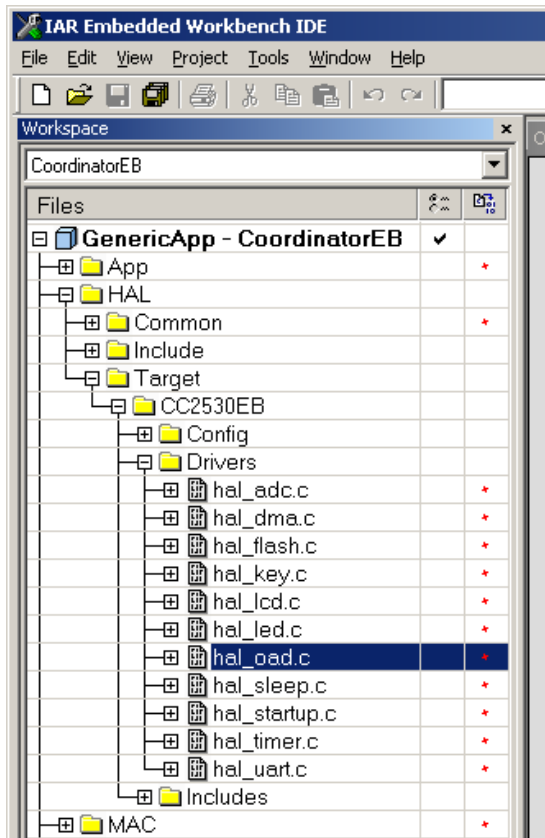 IAR Embedded Workbench IDE
File Edit View Project Tools Window Help
Workspace
CoordinatorEB
Files
GenericApp - CoordinatorEB
App
HAL
Common
Include
Target
CC2530EB
Config
Drivers
hal_adc.c
hal_dma.c
hal_flash.c
hal_key.c
hal_lcd.c
hal_led.c
hal_oad.c
hal_sleep.c
hal_startup.c
hal_timer.c
hal_uart.c
Includes
MAC